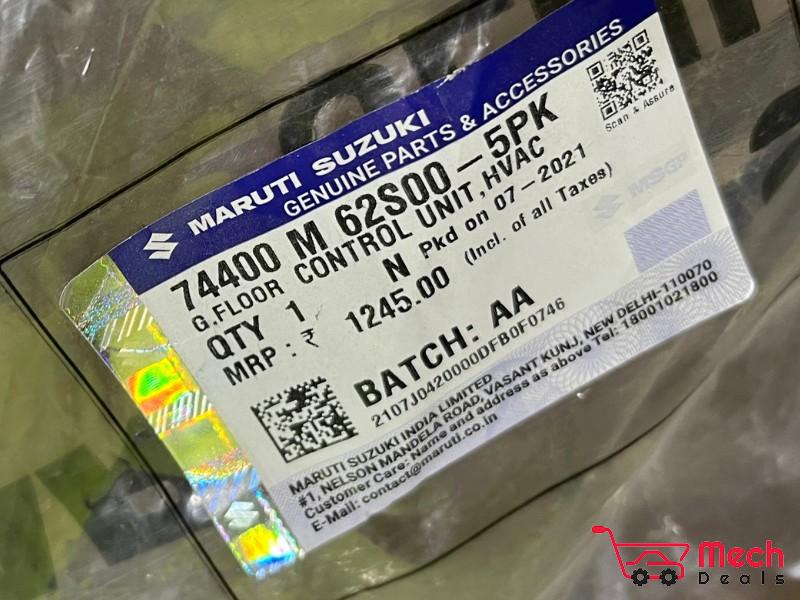 MARUTI SUZUKI
GENUINE PARTS & ACCESSORIES
Scan & Assure
74400 M 62S00-5PK
G.FLOOR CONTROL UNIT,HVAC
QTY 1 N Pkd on 07-2021
MRP : ₹ 1245.00 (Incl. of all Taxes)
MSGP
BATCH: AA
2107J0420000DFB0F0746
MARUTI SUZUKI INDIA LIMITED
#1, NELSON MANDELA ROAD, VASANT KUNJ, NEW DELHI-110070
Customer Care: Name and address as above Tel: 18001021800
E-Mail: contact@maruti.co.in
Mech
Deals